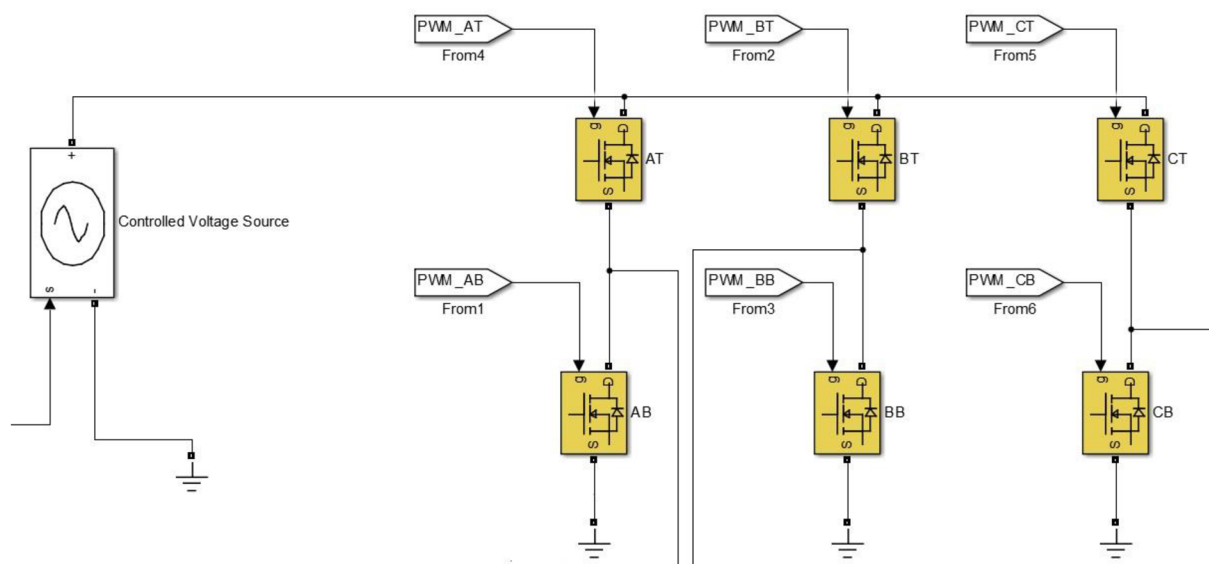 PWM_AT
From4
PWM_BT
From2
PWM_CT
From5
g
D
S
AT
g
D
S
BT
g
D
S
CT
+
s
-
Controlled Voltage Source
PWM_AB
From1
PWM_BB
From3
PWM_CB
From6
g
D
S
AB
g
D
S
BB
g
D
S
CB